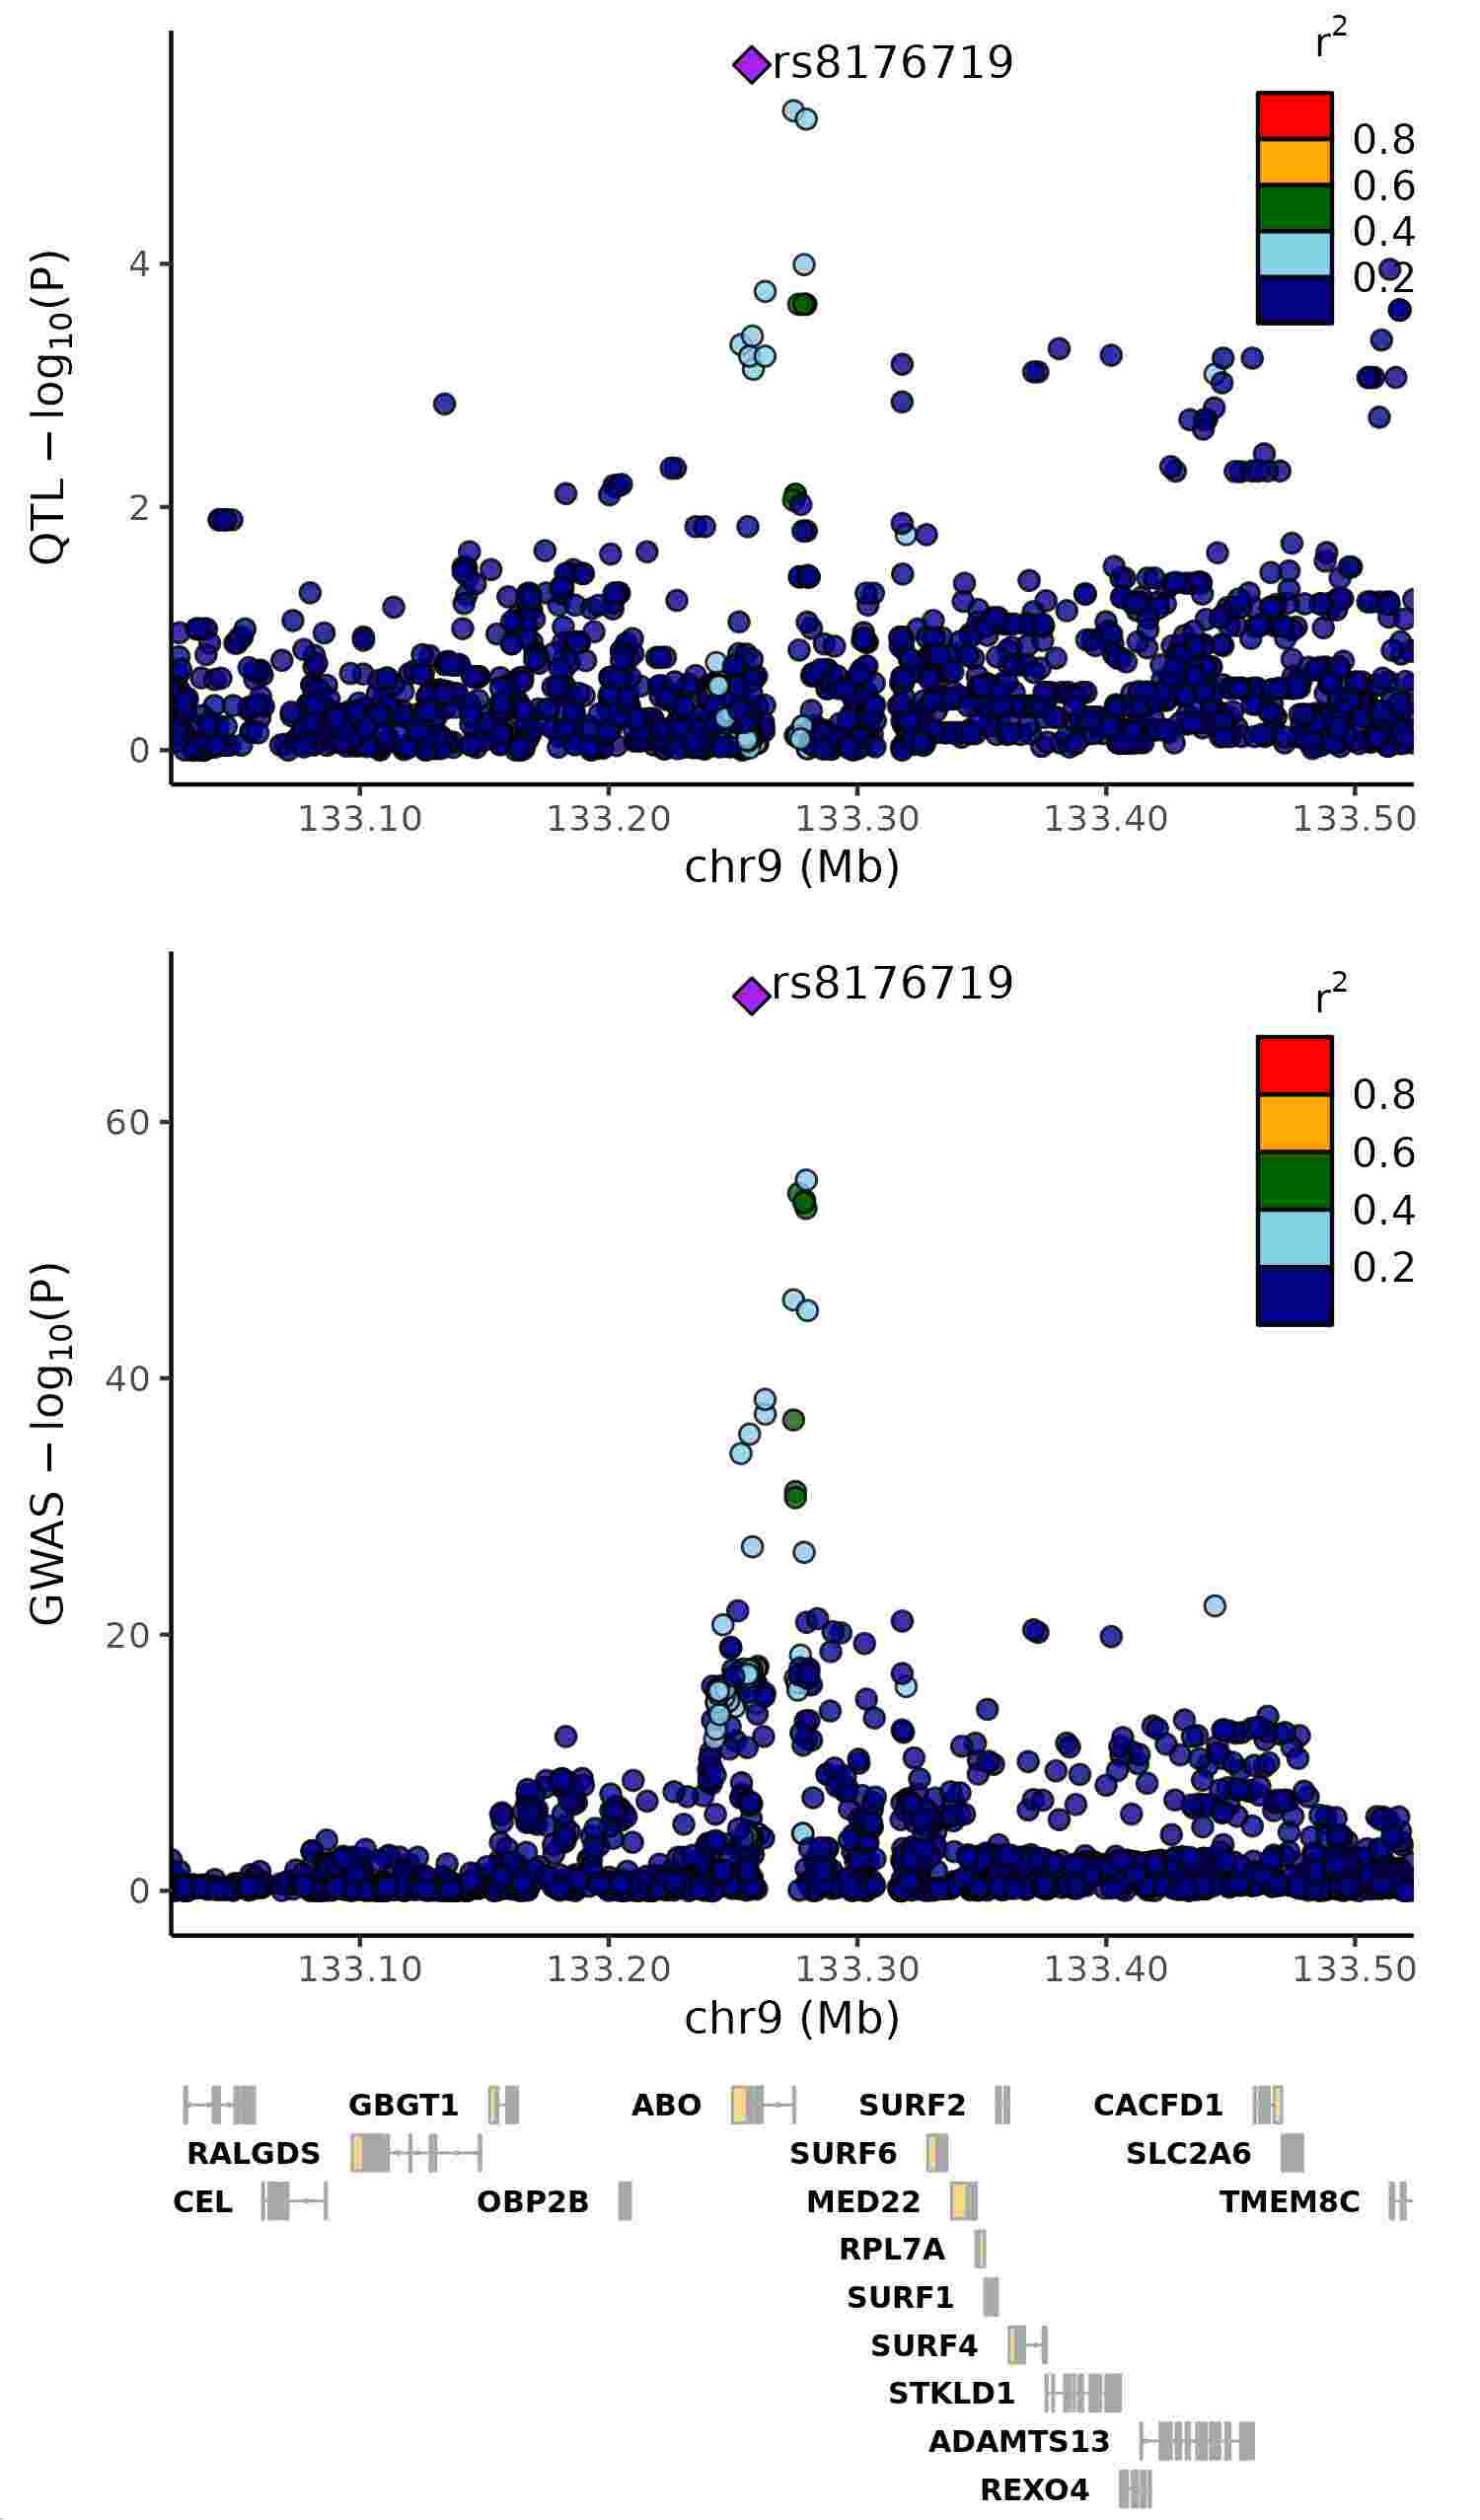 rs8176719
r2
0.8
0.6
0.4
0.2
4
2
0
QTL −log10(P)
133.10 133.20 133.30 133.40 133.50
chr9 (Mb)
rs8176719
r2
0.8
0.6
0.4
0.2
60
40
20
0
GWAS −log10(P)
133.10 133.20 133.30 133.40 133.50
chr9 (Mb)
GBGT1 ABO SURF2 CACFD1
RALGDS SURF6 SLC2A6
CEL OBP2B MED22 TMEM8C
RPL7A
SURF1
SURF4
STKLD1
ADAMTS13
REXO4